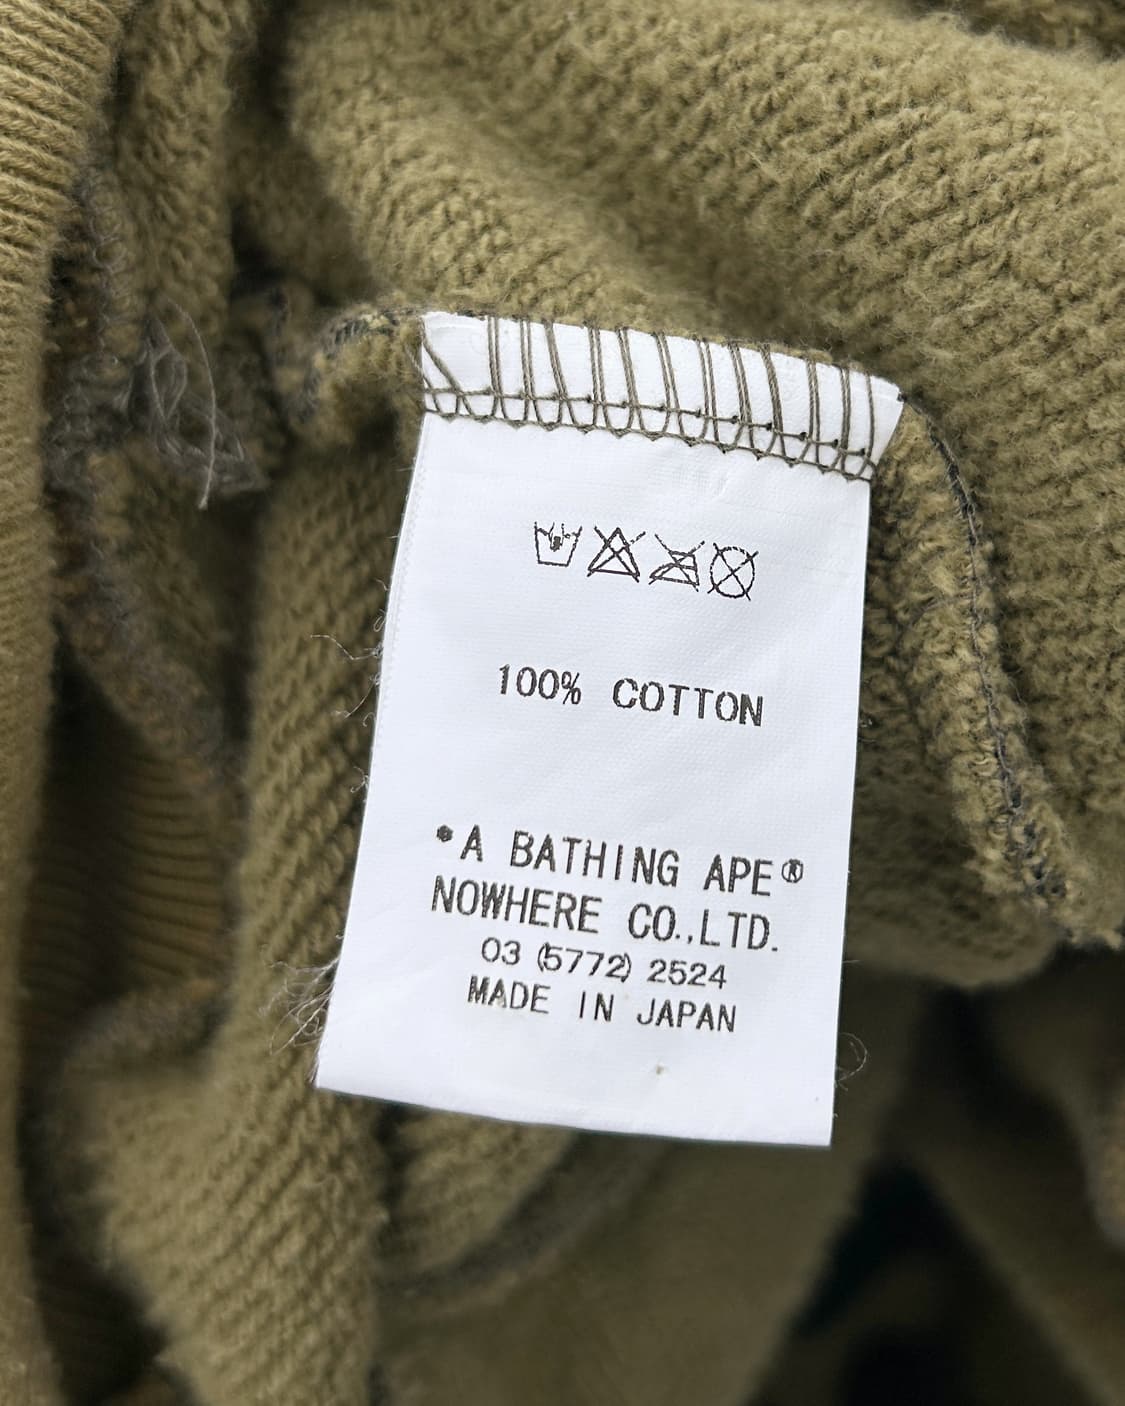 100% COTTON
•A BATHING APE®
NOWHERE CO.,LTD.
03 (5772) 2524
MADE IN JAPAN